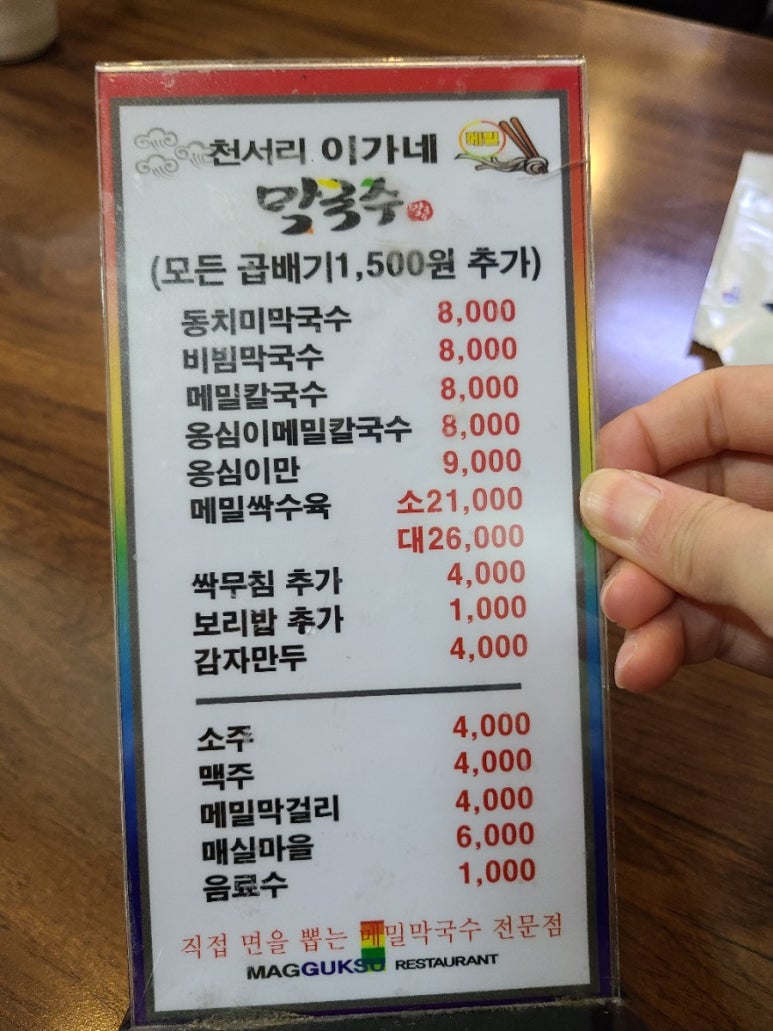 천서리 이가네
메밀
막국수
(모든 곱배기1,500원 추가)
동치미막국수 8,000
비빔막국수 8,000
메밀칼국수 8,000
옹심이메밀칼국수 8,000
옹심이만 9,000
메밀싹수육 소21,000
대26,000
싹무침 추가 4,000
보리밥 추가 1,000
감자만두 4,000
소주 4,000
맥주 4,000
메밀막걸리 4,000
매실마을 6,000
음료수 1,000
직접 면을 뽑는 메밀막국수 전문점
MAGGUKSU RESTAURANT